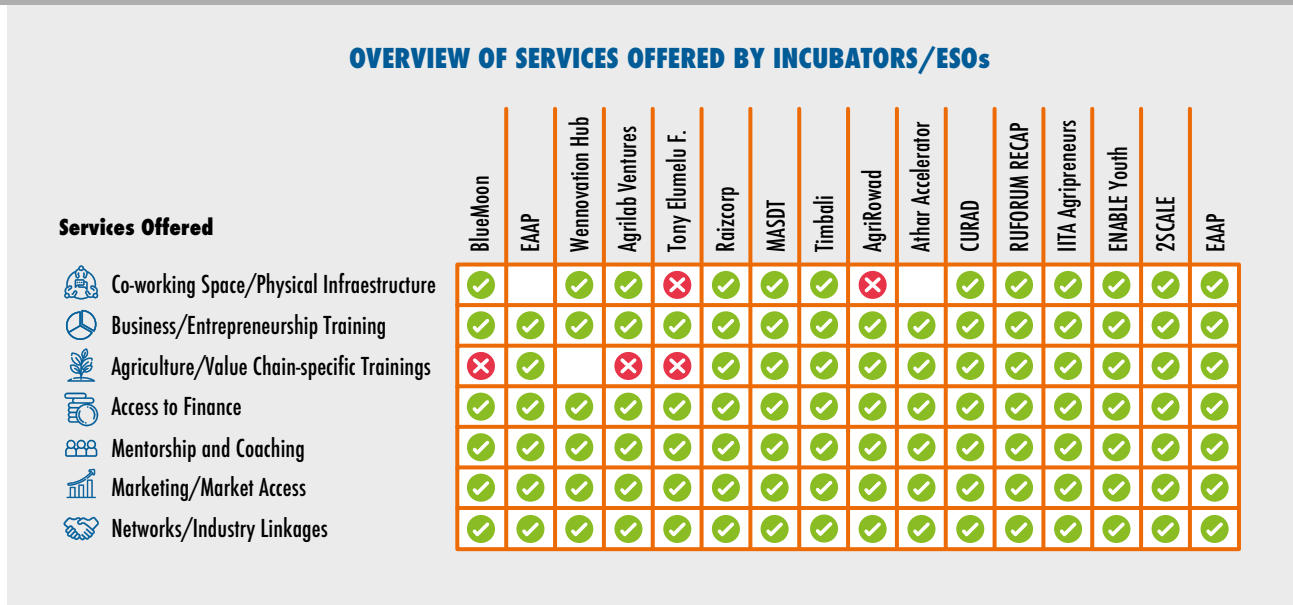 OVERVIEW OF SERVICES OFFERED BY INCUBATORS/ESOs
BlueMoon
EAAP
Wennovation Hub
Agrilab Ventures
Tony Elumelu F.
Raizcorp
MASDT
Timbali
AgriRowad
Athar Accelerator
CURAD
RUFORUM RECAP
IITA Agripreneurs
ENABLE Youth
2SCALE
EAAP
Services Offered
Co-working Space/Physical Infraestructure
Business/Entrepreneurship Training
Agriculture/Value Chain-specific Trainings
Access to Finance
Mentorship and Coaching
Marketing/Market Access
Networks/Industry Linkages